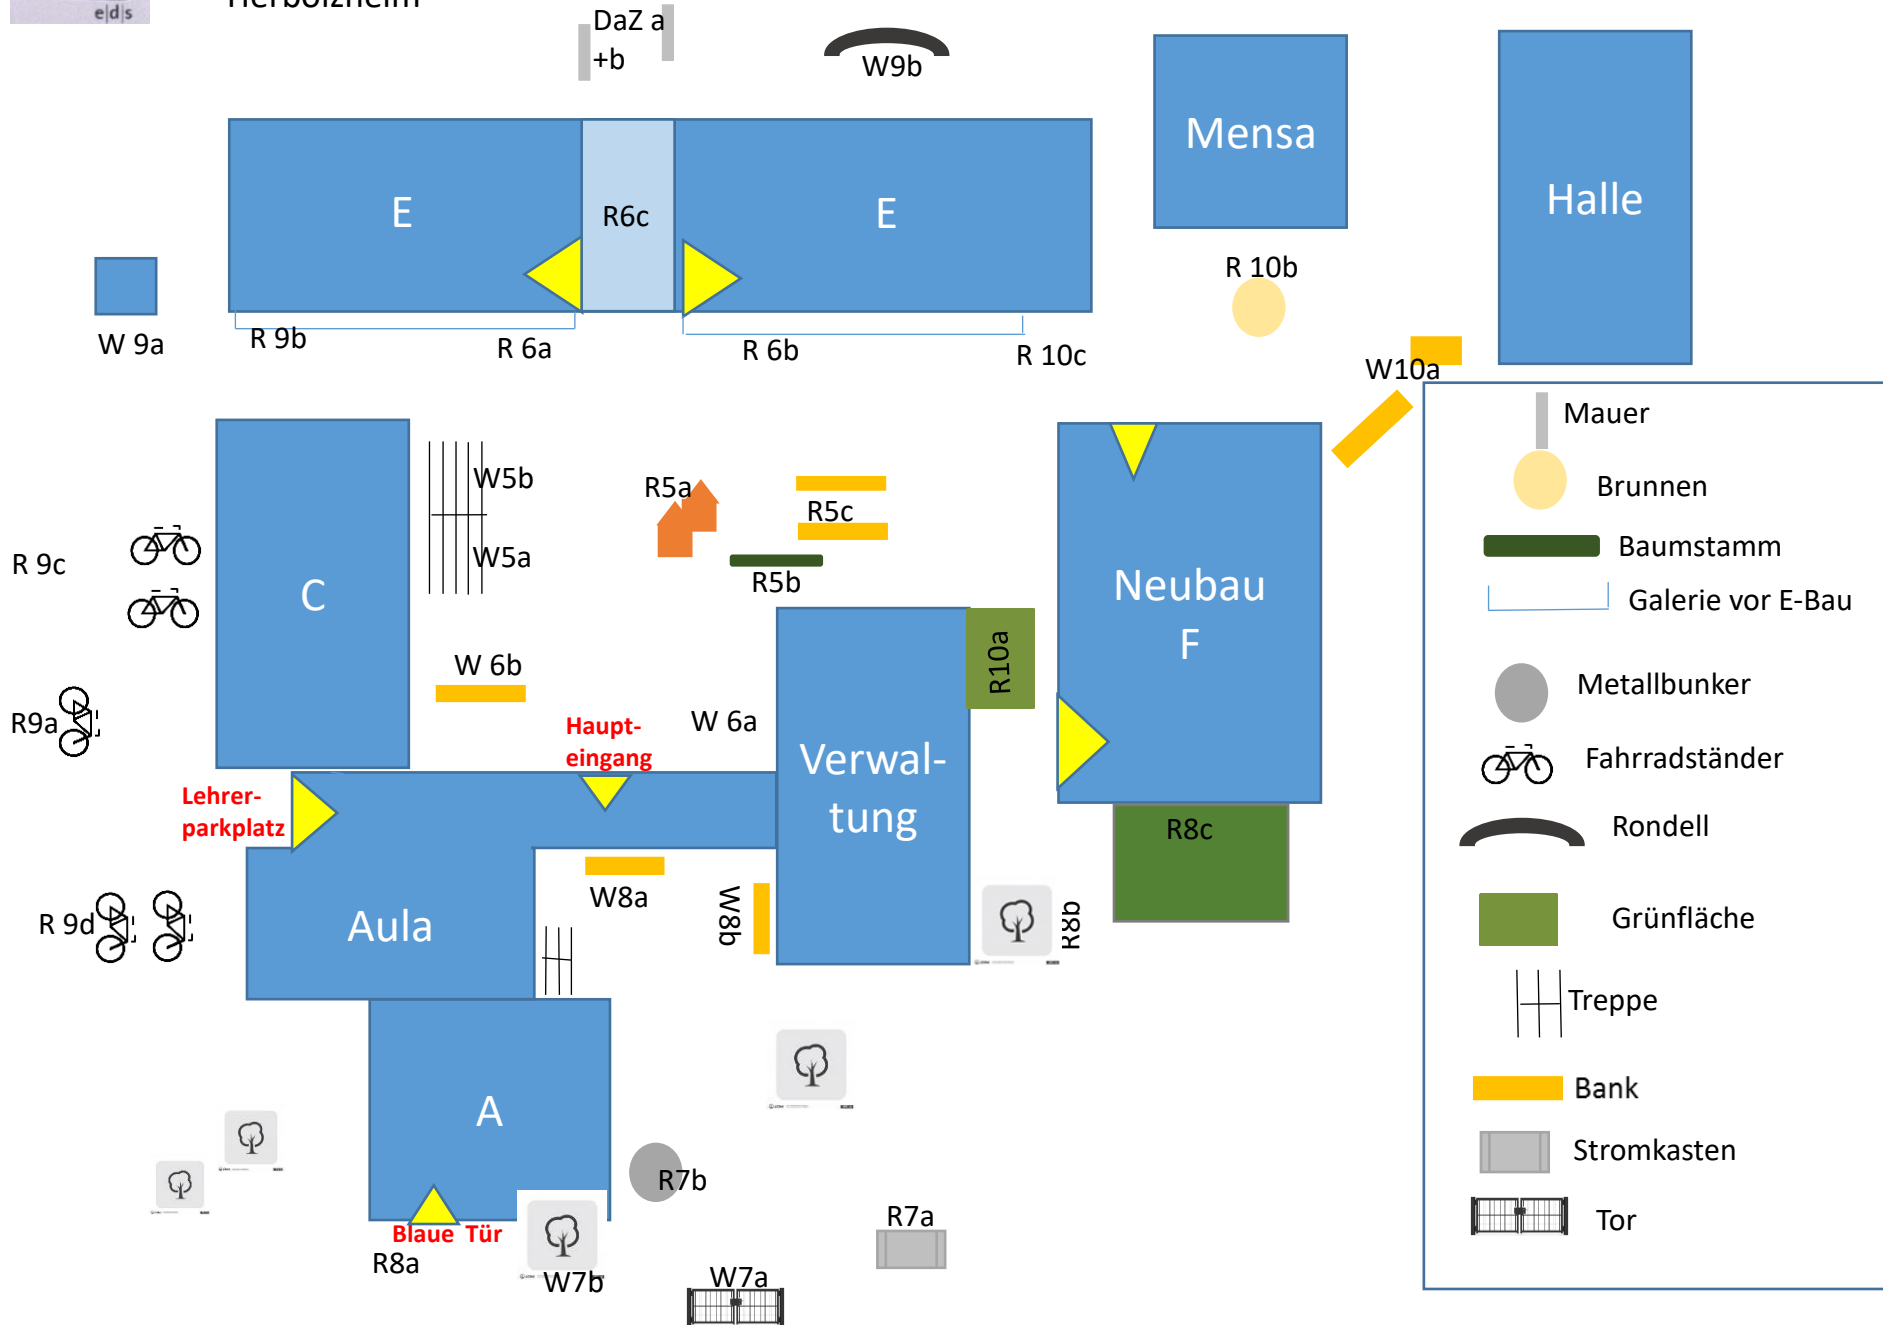 Herbolzheim
e|d|s
DaZ a
+b
W9b
Mensa
Halle
E
R6c
E
R 10b
W 9a
R 9b
R 6a
R 6b
R 10c
W10a
Mauer
Brunnen
Baumstamm
Galerie vor E-Bau
Metallbunker
Fahrradständer
Rondell
Grünfläche
Treppe
Bank
Stromkasten
Tor
W5b
W5a
R5a
R5c
R5b
R 9c
C
Neubau
F
R10a
W 6b
W 6a
R9a
Haupt-
eingang
Verwal-
tung
Lehrer-
parkplatz
R8c
W8a
W8b
R8b
R 9d
Aula
A
R7b
R7a
Blaue Tür
R8a
W7b
W7a